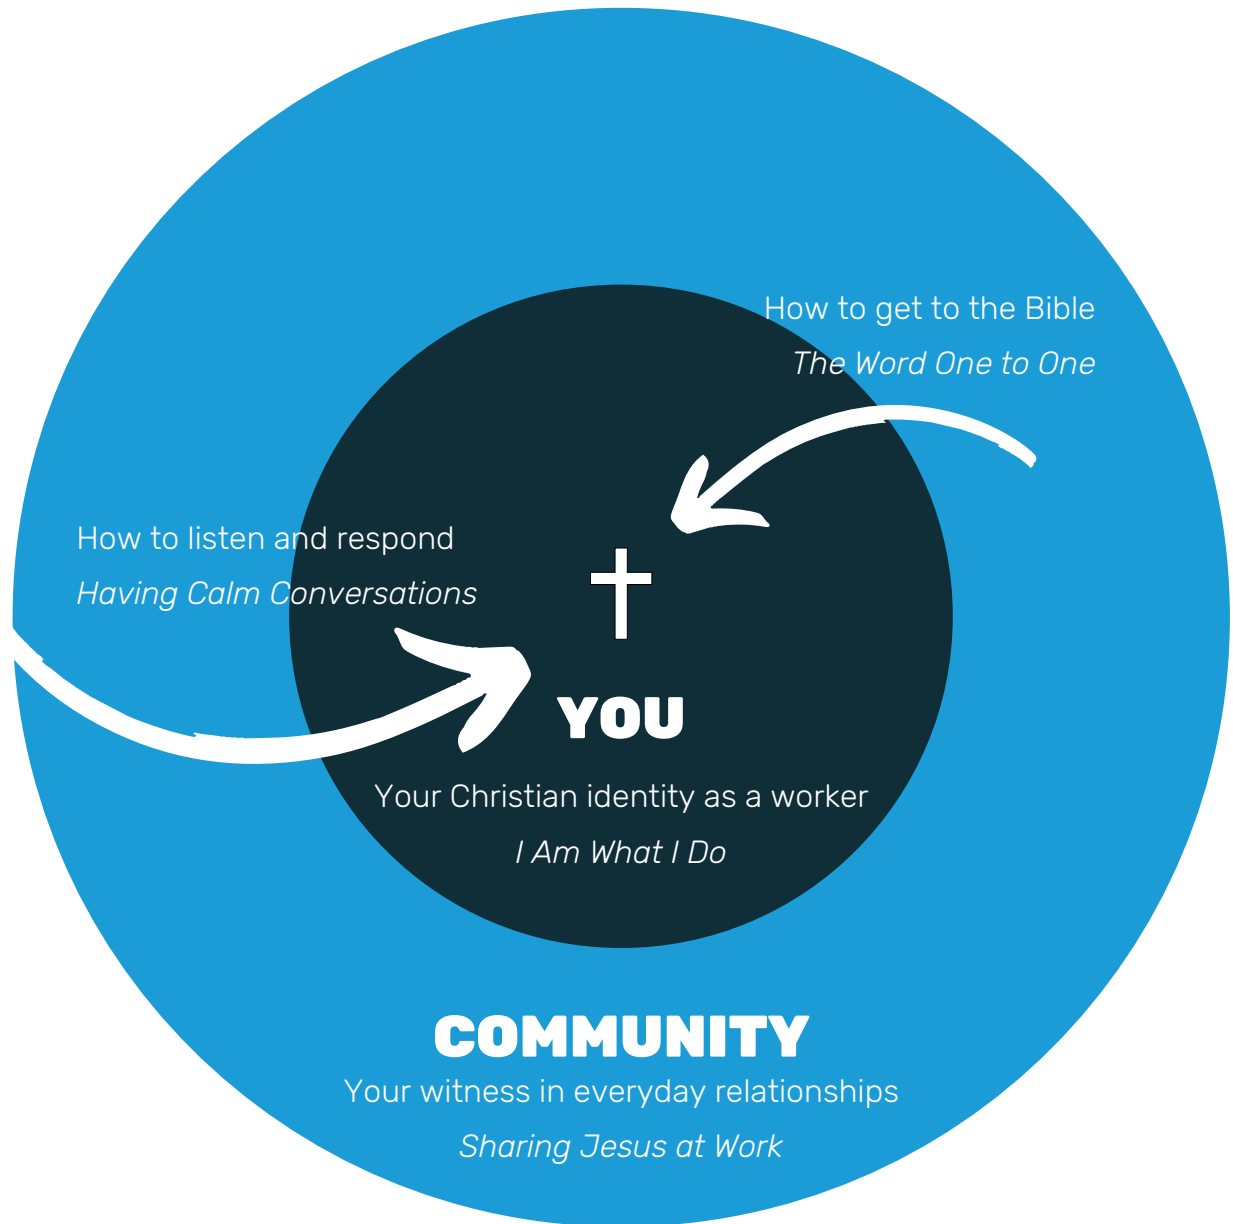 How to get to the Bible
The Word One to One
How to listen and respond
Having Calm Conversations
YOU
Your Christian identity as a worker
I Am What I Do
COMMUNITY
Your witness in everyday relationships
Sharing Jesus at Work